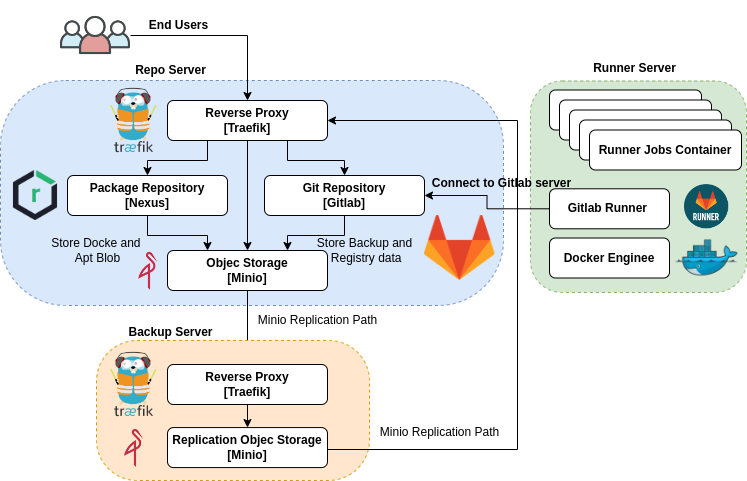 End Users
Repo Server
Runner Server
Reverse Proxy
[Traefik]
træfik
Runner Jobs Container
Package Repository
[Nexus]
r
Git Repository
[Gitlab]
Connect to Gitlab server
Gitlab Runner
RUNNER
Store Docke and
Apt Blob
Store Backup and
Registry data
Docker Enginee
Objec Storage
[Minio]
Minio Replication Path
Backup Server
Reverse Proxy
[Traefik]
træfik
Replication Objec Storage
[Minio]
Minio Replication Path